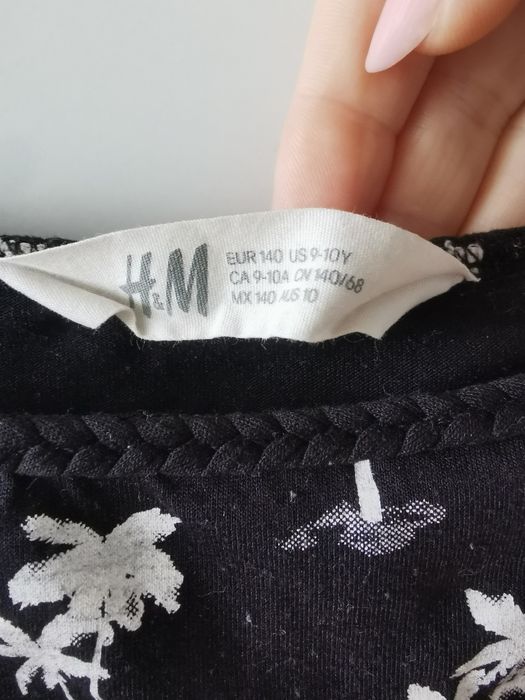 H&M
EUR 140 US 9-10Y
CA 9-10A CN 140/68
MX 140 AUS 10